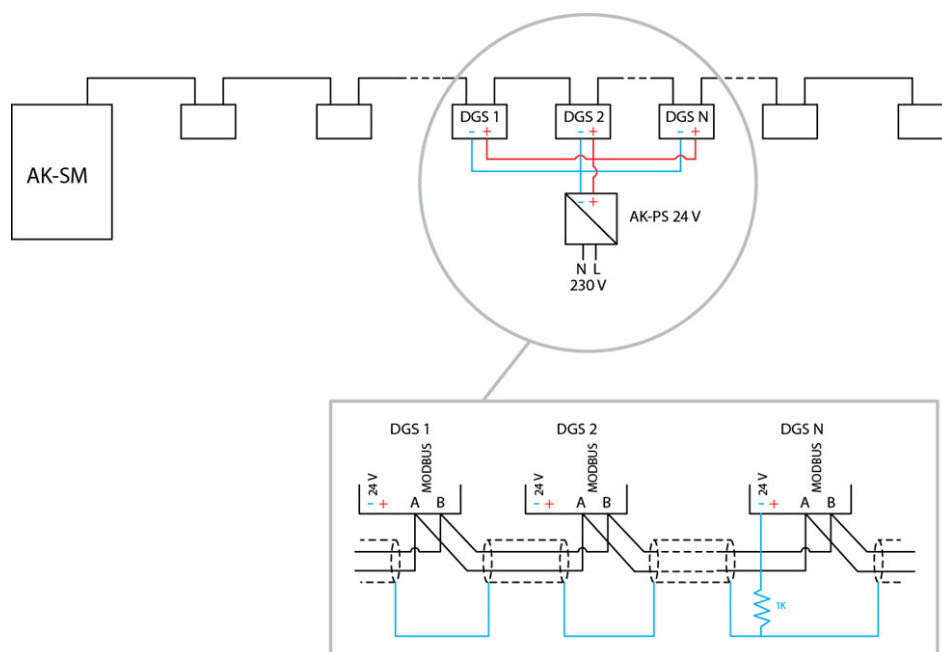 AK-SM
DGS 1
- +
DGS 2
- +
DGS N
- +
- +
AK-PS 24 V
N L
230 V
DGS 1
24 V
- +
MODBUS
A B
DGS 2
24 V
- +
MODBUS
A B
DGS N
24 V
- +
MODBUS
A B
1K